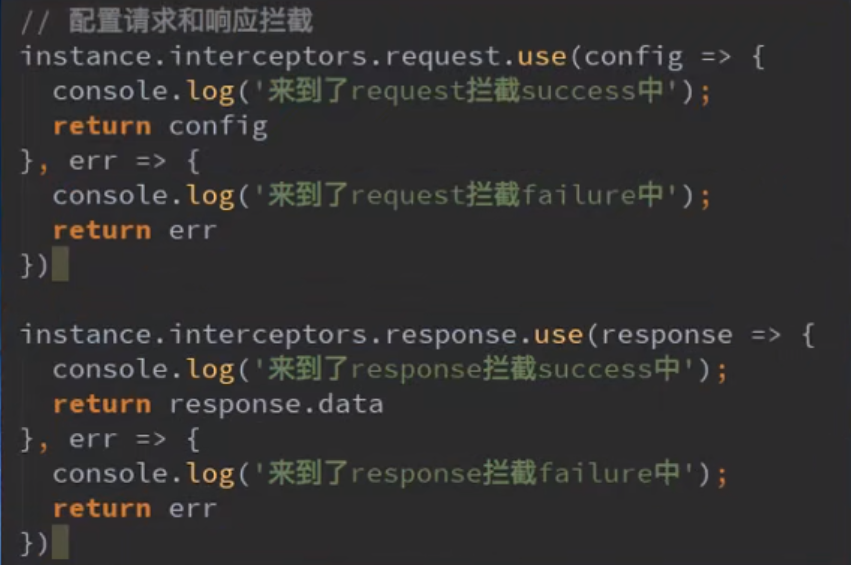 // 配置请求和响应拦截
instance.interceptors.request.use(config => {
  console.log('来到了request拦截success中');
  return config
}, err => {
  console.log('来到了request拦截failure中');
  return err
})

instance.interceptors.response.use(response => {
  console.log('来到了response拦截success中');
  return response.data
}, err => {
  console.log('来到了response拦截failure中');
  return err
})